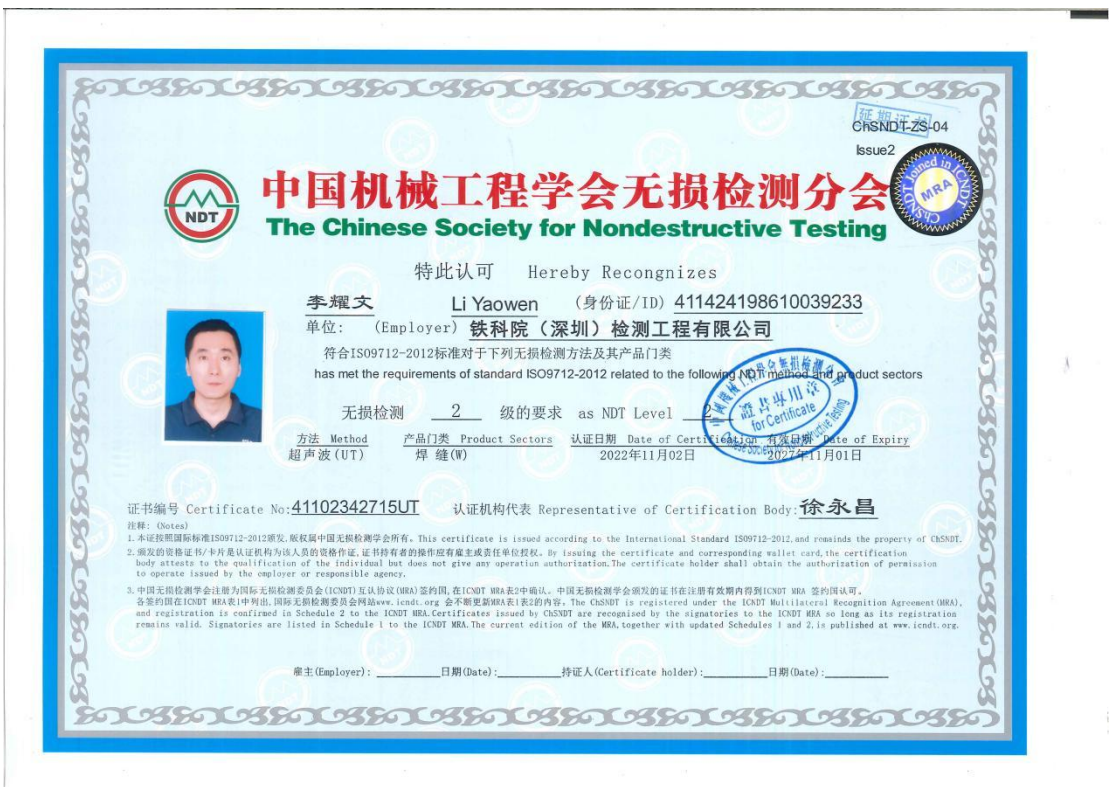 延期证书
ChSNDT-ZS-04
Issue2
ChSNDT Joined in ICNDT MRA
NDT
中国机械工程学会无损检测分会
The Chinese Society for Nondestructive Testing
特此认可 Hereby Recongnizes
李耀文 Li Yaowen (身份证/ID) 411424198610039233
单位: (Employer) 铁科院（深圳）检测工程有限公司
符合ISO9712-2012标准对于下列无损检测方法及其产品门类
has met the requirements of standard ISO9712-2012 related to the following NDT method and product sectors
无损检测 2 级的要求 as NDT Level 2
證书专用章
for Certificate
方法 Method 产品门类 Product Sectors 认证日期 Date of Certification 有效日期 Date of Expiry
超声波(UT) 焊 缝(W) 2022年11月02日 2027年11月01日
证书编号 Certificate No:41102342715UT 认证机构代表 Representative of Certification Body:徐永昌
注释: (Notes)
1.本证按照国际标准ISO9712-2012颁发,版权属中国无损检测学会所有。This certificate is issued according to the International Standard ISO9712-2012,and remainds the property of ChSNDT.
2.颁发的资格证书/卡片是认证机构为该人员的资格作证,证书持有者的操作应有雇主或责任单位授权。By issuing the certificate and corresponding wallet card,the certification
body attests to the qualification of the individual but does not give any operation authorization.The certificate holder shall obtain the authorization of permission
to operate issued by the employer or responsible agency.
3.中国无损检测学会注册为国际无损检测委员会(ICNDT)互认协议(MRA)签约国,在ICNDT MRA表2中确认。中国无损检测学会颁发的证书在注册有效期内得到ICNDT MRA 签约国认可。
各签约国在ICNDT MRA表1中列出,国际无损检测委员会网站www.icndt.org 会不断更新MRA表1表2的内容。The ChSNDT is registered under the ICNDT Multilateral Recognition Agreement(MRA),
and registration is confirmed in Schedule 2 to the ICNDT MRA.Certificates issued by ChSNDT are recognised by the signatories to the ICNDT MRA so long as its registration
remains valid. Signatories are listed in Schedule 1 to the ICNDT MRA.The current edition of the MRA,together with updated Schedules 1 and 2,is published at www.icndt.org.
雇主(Employer): 日期(Date): 持证人(Certificate holder): 日期(Date):